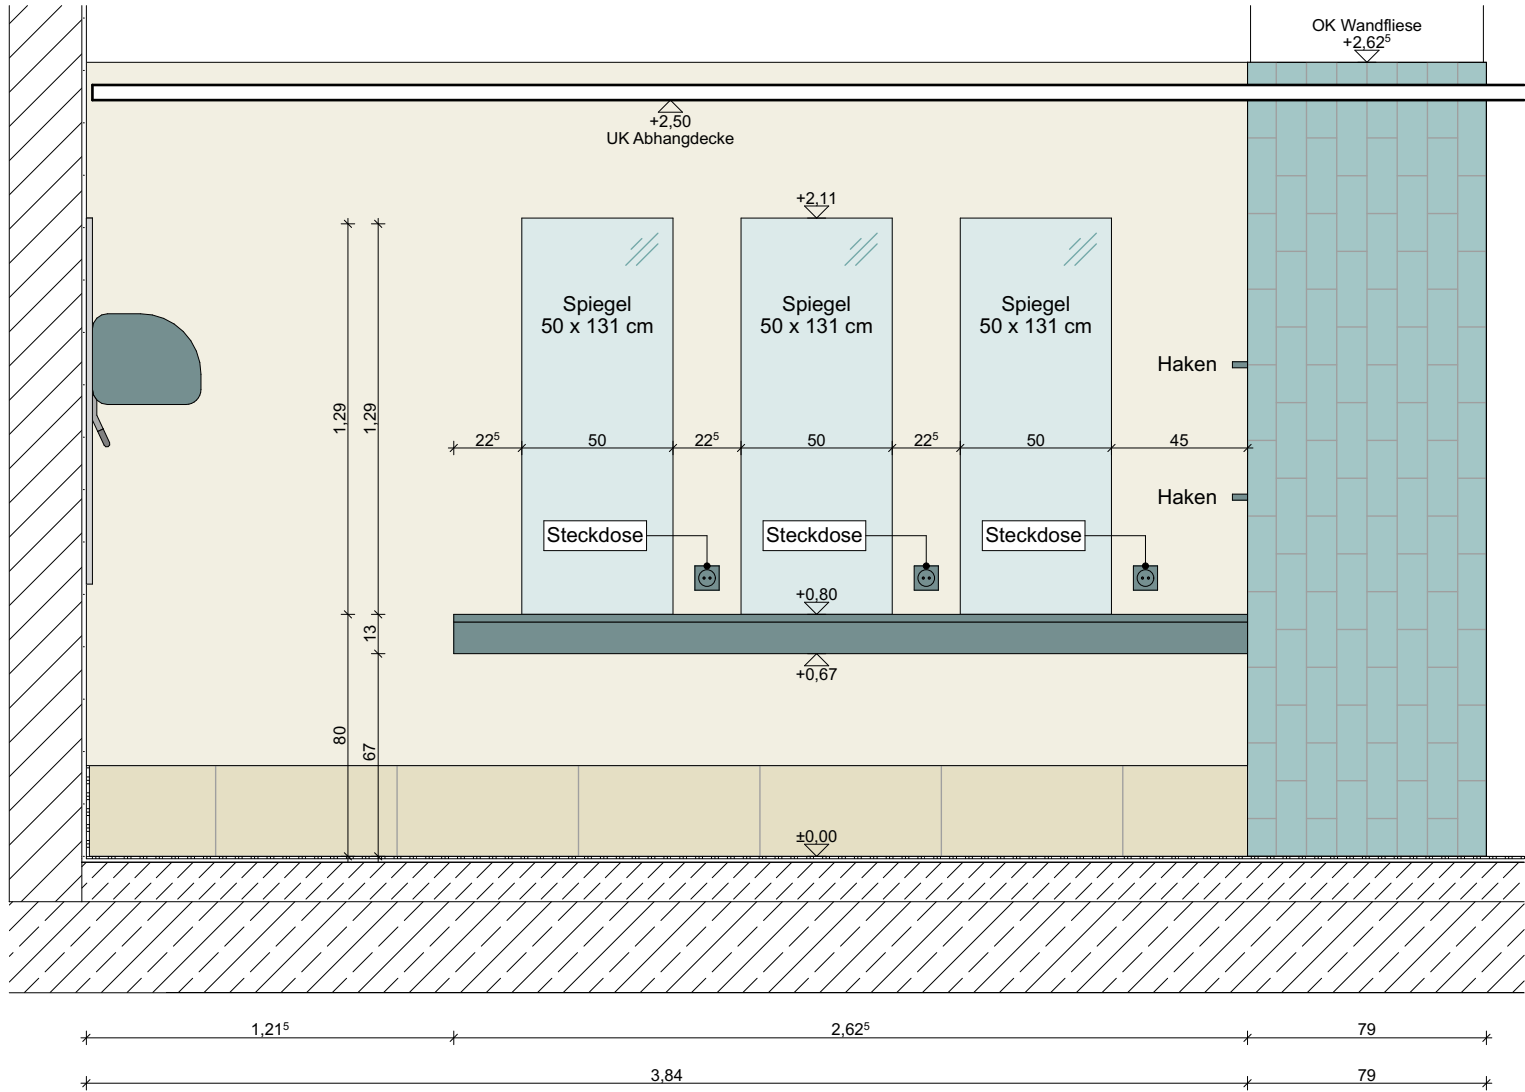 OK Wandfliese
+2,62⁵
+2,50
UK Abhangdecke
+2,11
Spiegel
50 x 131 cm
Spiegel
50 x 131 cm
Spiegel
50 x 131 cm
Haken
1,29
1,29
22⁵
50
22⁵
50
22⁵
50
45
Haken
Steckdose
Steckdose
Steckdose
+0,80
13
+0,67
80
67
±0,00
1,21⁵
2,62⁵
79
3,84
79